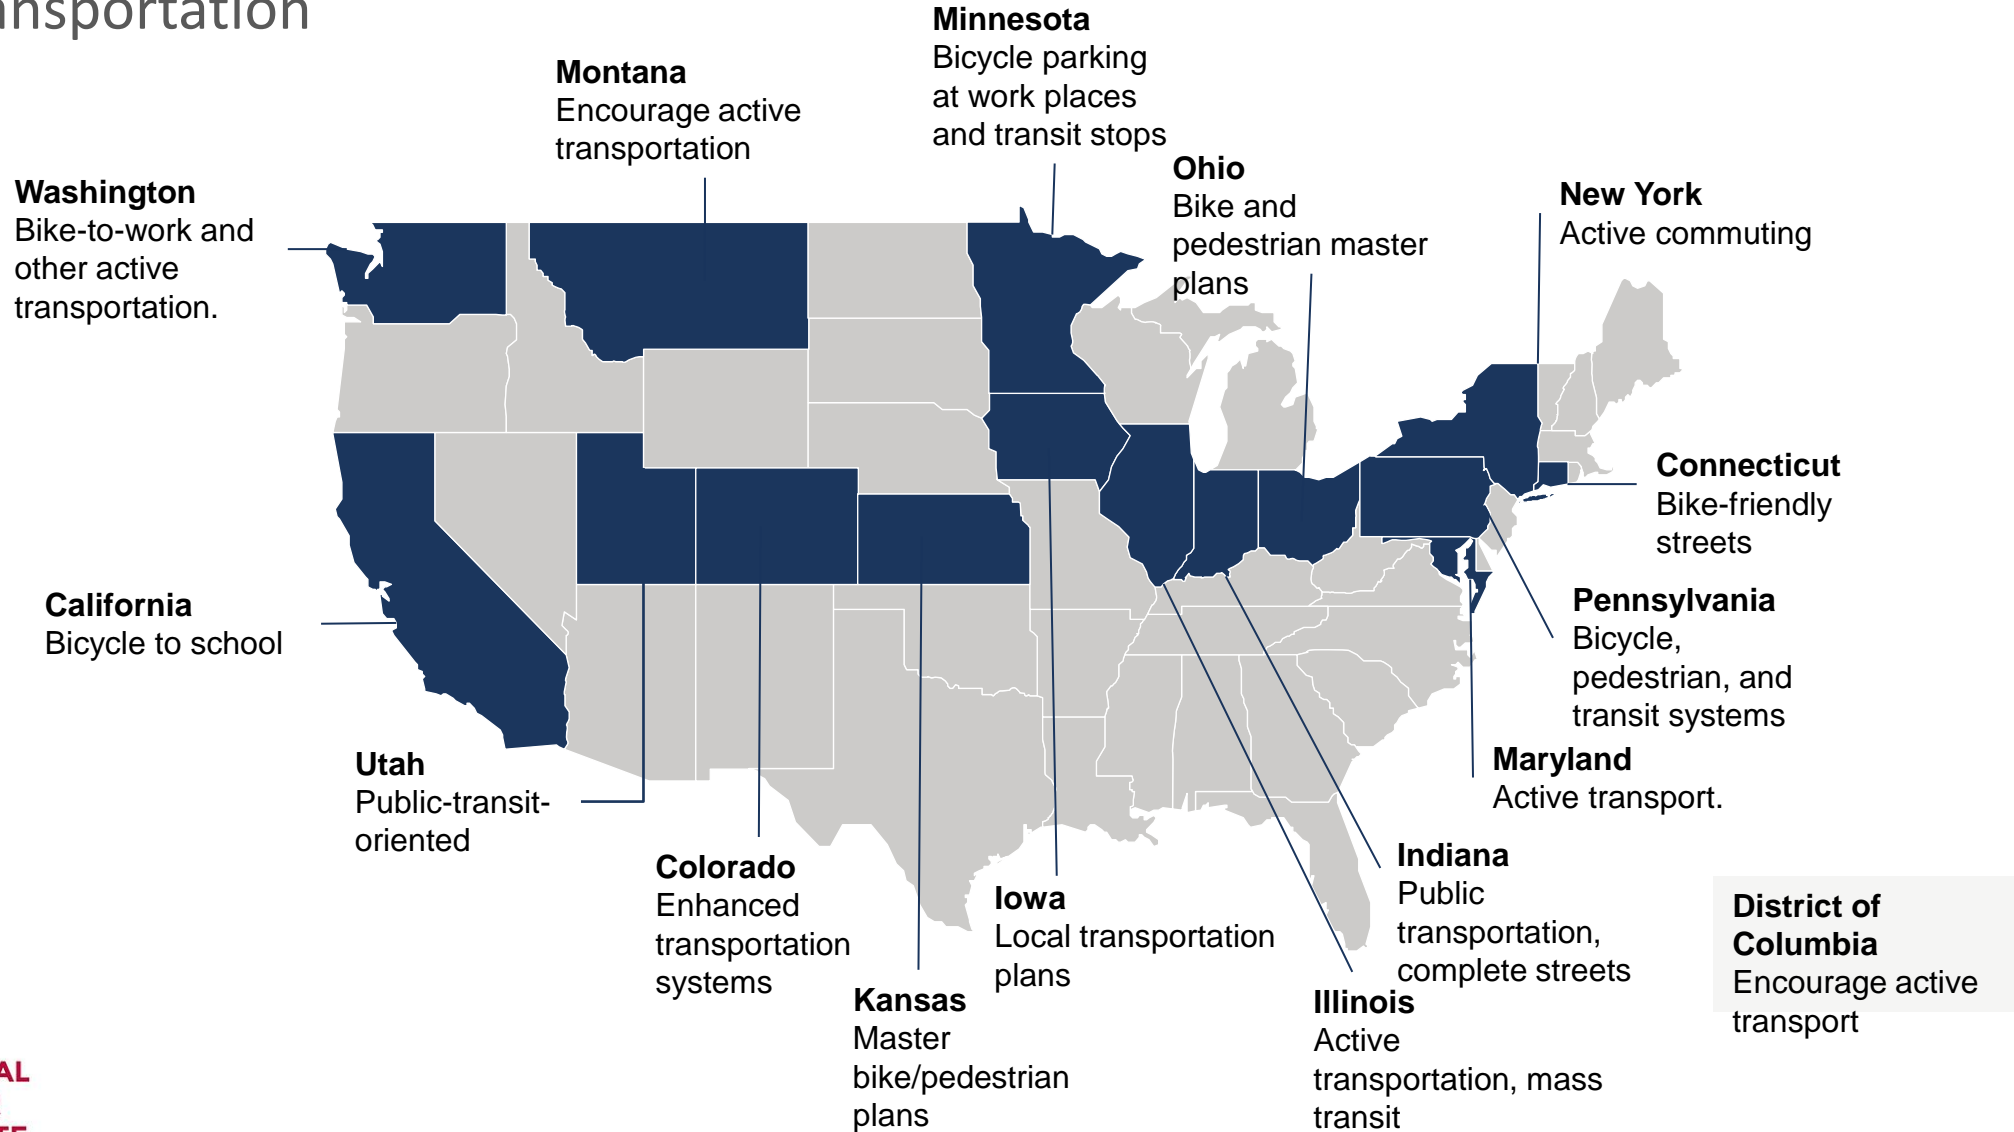 Minnesota
Bicycle parking
at work places
and transit stops
Montana
Encourage active
transportation
Ohio
Bike and
pedestrian master
plans
Washington
Bike-to-work and
other active
transportation.
New York
Active commuting
Connecticut
Bike-friendly
streets
California
Bicycle to school
Pennsylvania
Bicycle,
pedestrian, and
transit systems
Utah
Public-transit-
oriented
Maryland
Active transport.
Colorado
Enhanced
transportation
systems
Iowa
Local transportation
plans
Indiana
Public
transportation,
complete streets
District of
Columbia
Encourage active
transport
Kansas
Master
bike/pedestrian
plans
Illinois
Active
transportation, mass
transit